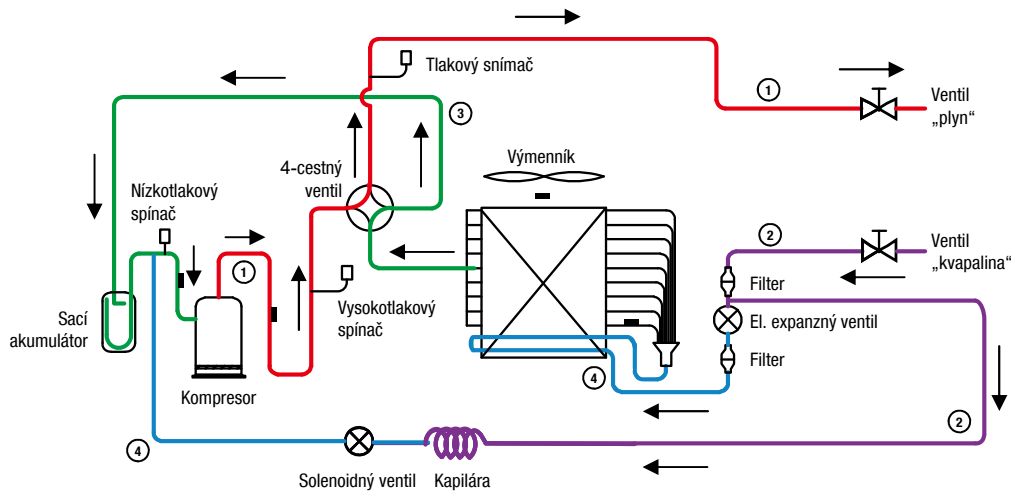 Tlakový snímač
1
Ventil
„plyn“
3
4-cestný
ventil
Výmenník
Nízkotlakový
spínač
2
Ventil
„kvapalina“
1
Filter
Vysokotlakový
spínač
Sací
akumulátor
El. expanzný ventil
Filter
4
Kompresor
2
4
Solenoidný ventil
Kapilára